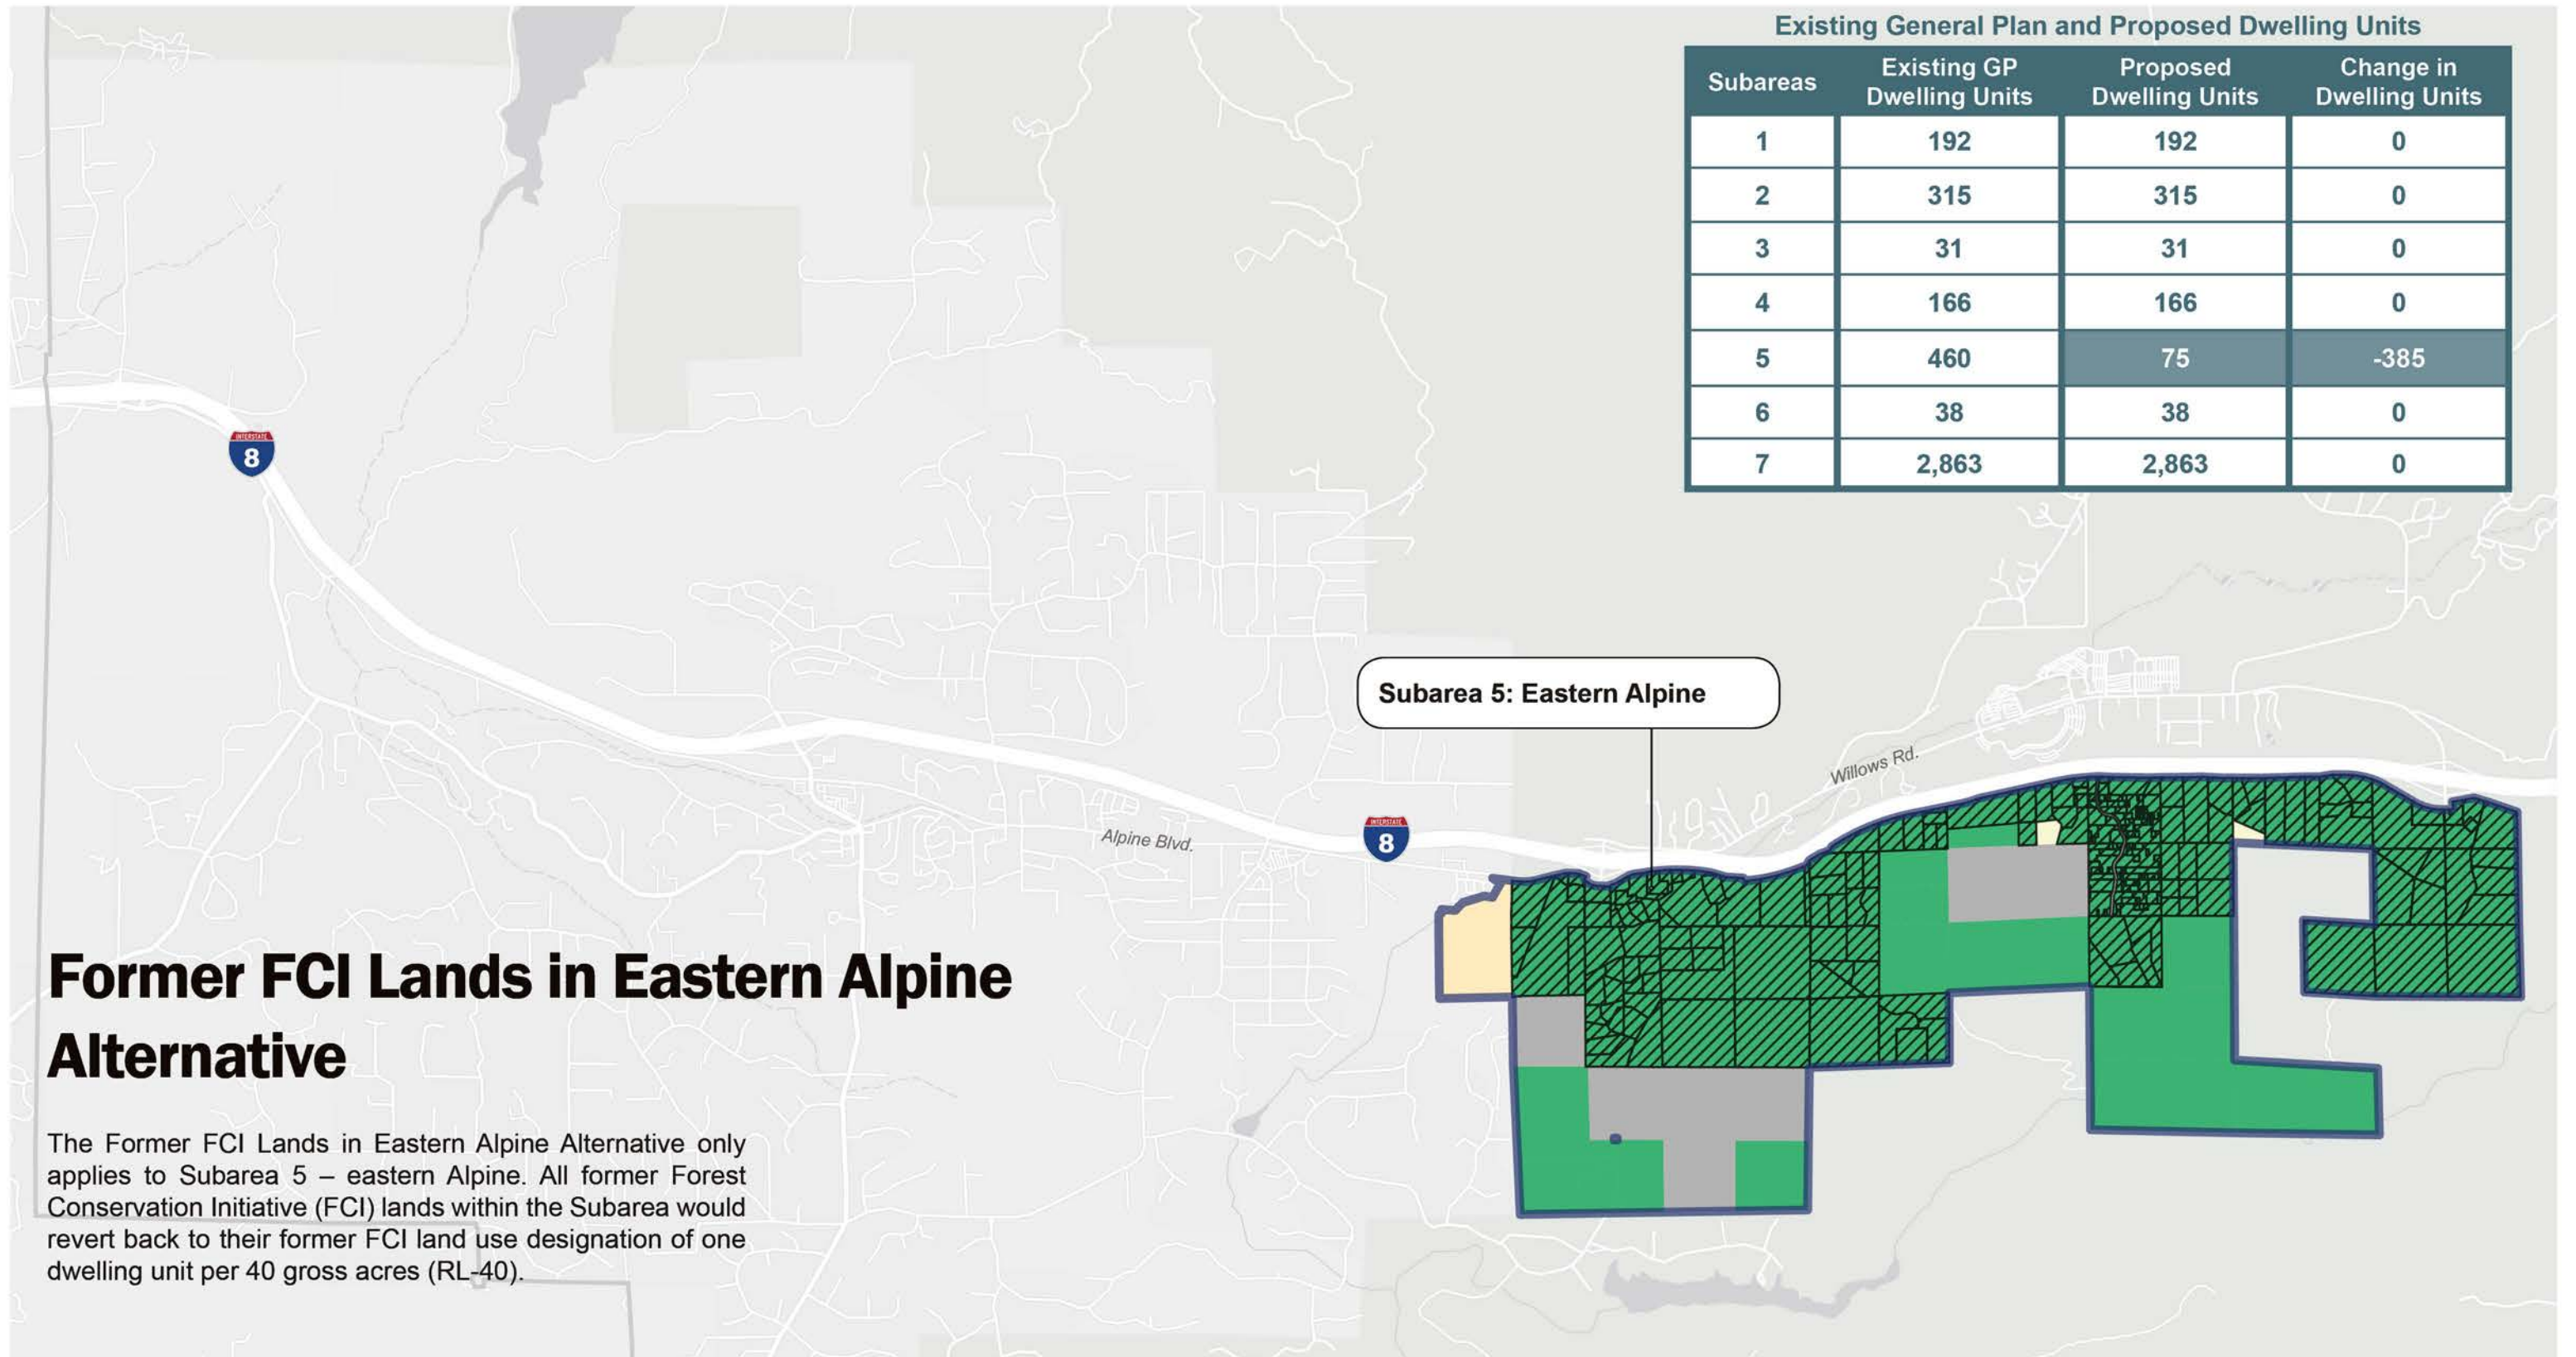 Existing General Plan and Proposed Dwelling Units
Subareas Existing GP Dwelling Units Proposed Dwelling Units Change in Dwelling Units
1 192 192 0
2 315 315 0
3 31 31 0
4 166 166 0
5 460 75 -385
6 38 38 0
7 2,863 2,863 0
INTERSTATE
8
Subarea 5: Eastern Alpine
Willows Rd.
Alpine Blvd.
INTERSTATE
8
Former FCI Lands in Eastern Alpine
Alternative
The Former FCI Lands in Eastern Alpine Alternative only
applies to Subarea 5 – eastern Alpine. All former Forest
Conservation Initiative (FCI) lands within the Subarea would
revert back to their former FCI land use designation of one
dwelling unit per 40 gross acres (RL-40).